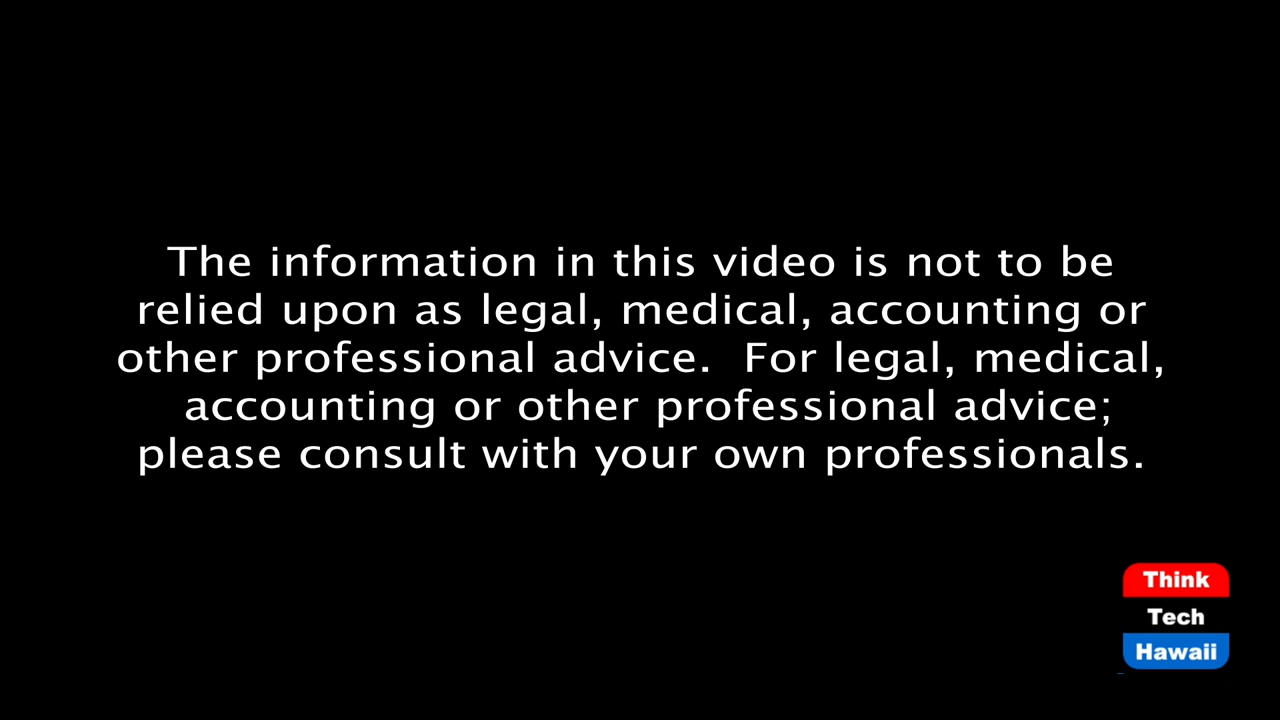 The information in this video is not to be
relied upon as legal, medical, accounting or
other professional advice.  For legal, medical,
accounting or other professional advice;
please consult with your own professionals.
Think
Tech
Hawaii